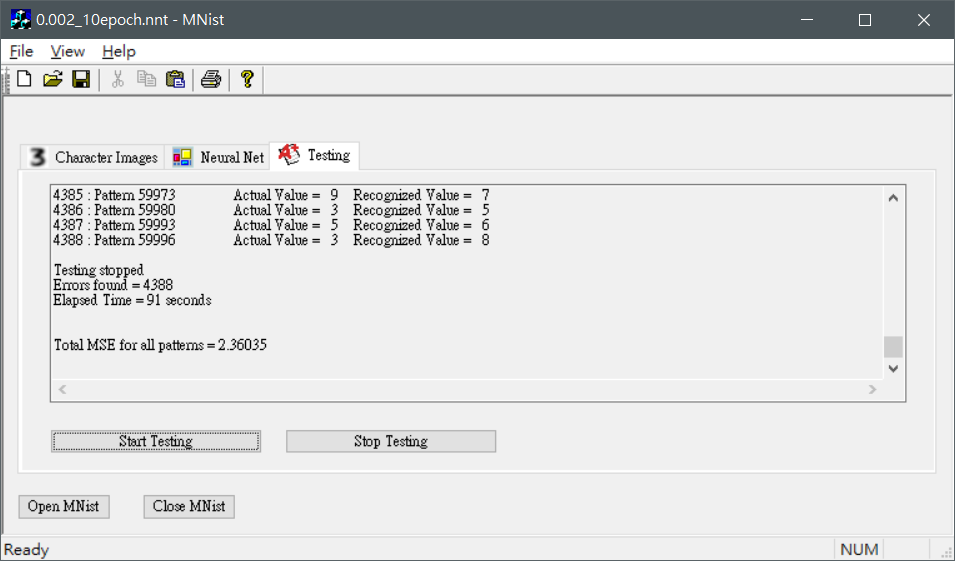 0.002_10epoch.nnt - MNist
File View Help
Character Images Neural Net Testing
4385 : Pattern 59973 Actual Value = 9 Recognized Value = 7
4386 : Pattern 59980 Actual Value = 3 Recognized Value = 5
4387 : Pattern 59993 Actual Value = 5 Recognized Value = 6
4388 : Pattern 59996 Actual Value = 3 Recognized Value = 8
Testing stopped
Errors found = 4388
Elapsed Time = 91 seconds
Total MSE for all patterns = 2.36035
Start Testing Stop Testing
Open MNist Close MNist
Ready NUM